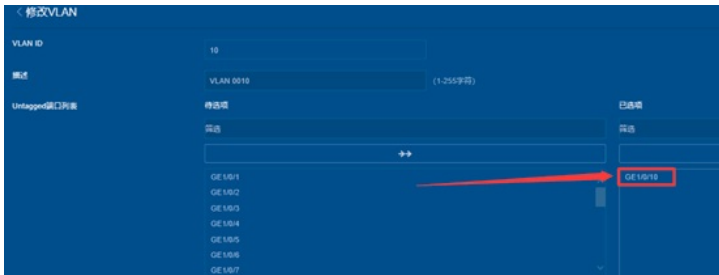 < 修改VLAN
VLAN ID
10
描述
VLAN 0010
(1-255字符)
Untagged端口列表
待选项
已选项
筛选
筛选
GE1/0/1
GE1/0/2
GE1/0/3
GE1/0/4
GE1/0/5
GE1/0/6
GE1/0/7
GE1/0/10